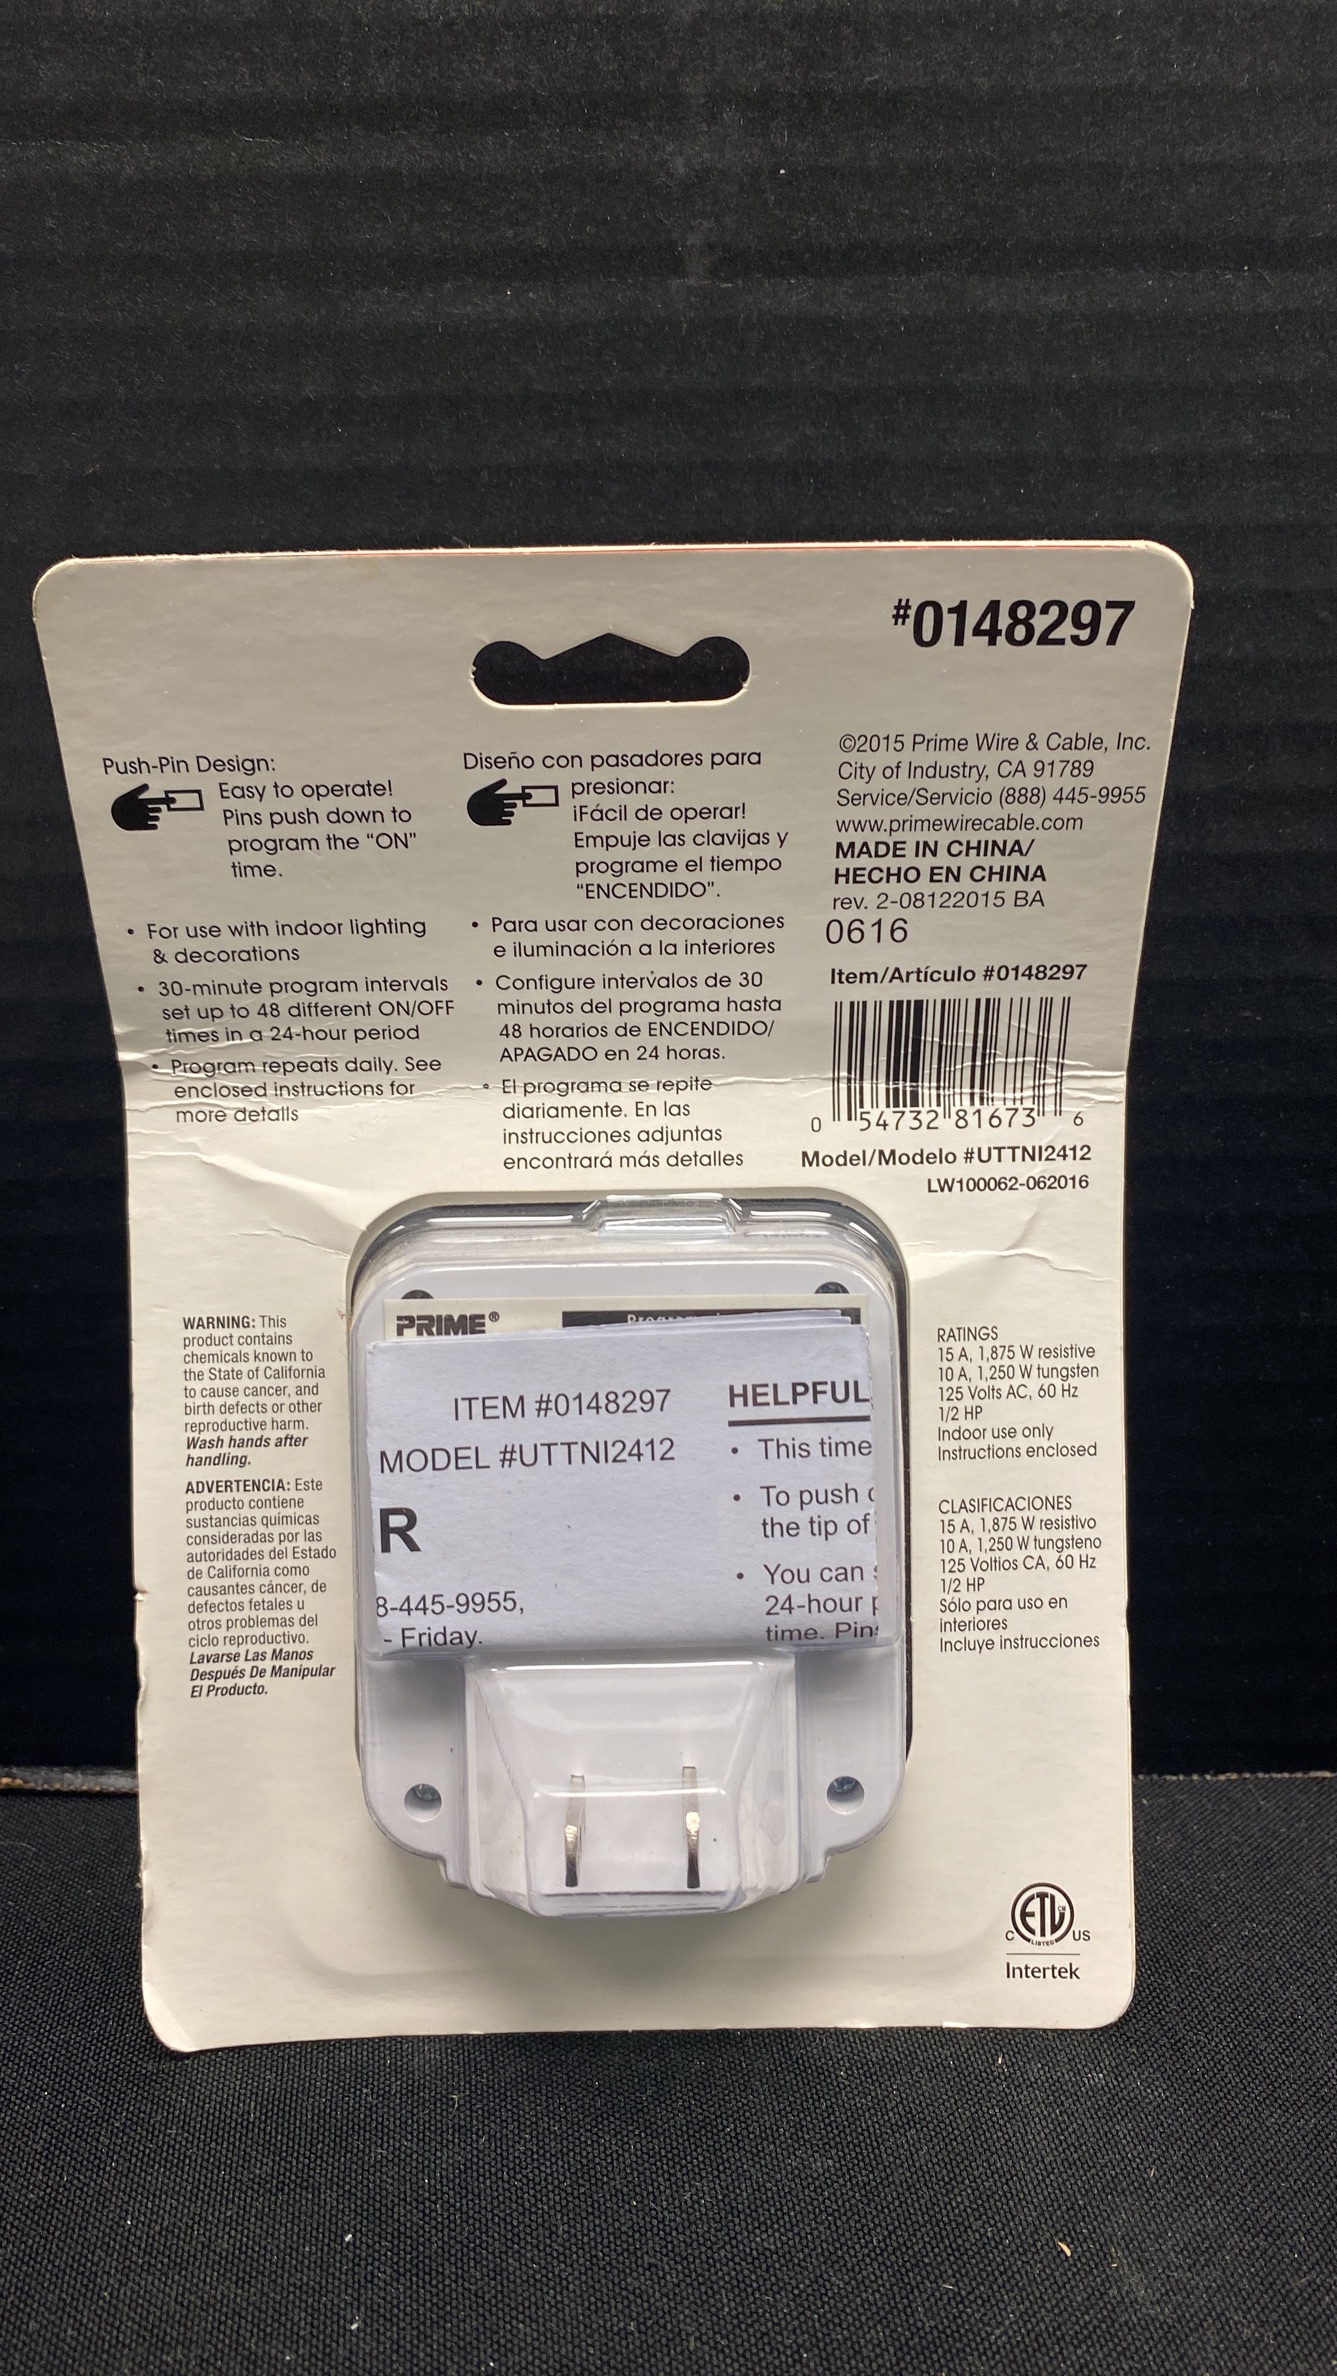 #0148297
Push-Pin Design:
Easy to operate!
Pins push down to
program the “ON”
time.
• For use with indoor lighting
& decorations
• 30-minute program intervals
set up to 48 different ON/OFF
times in a 24-hour period
• Program repeats daily. See
enclosed instructions for
more details
Diseño con pasadores para
presionar:
¡Fácil de operar!
Empuje las clavijas y
programe el tiempo
“ENCENDIDO”.
• Para usar con decoraciones
e iluminación a la interiores
• Configure intervalos de 30
minutos del programa hasta
48 horarios de ENCENDIDO/
APAGADO en 24 horas.
• El programa se repite
diariamente. En las
instrucciones adjuntas
encontrará más detalles
©2015 Prime Wire & Cable, Inc.
City of Industry, CA 91789
Service/Servicio (888) 445-9955
www.primewirecable.com
MADE IN CHINA/
HECHO EN CHINA
rev. 2-08122015 BA
0616
Item/Artículo #0148297
0 54732 81673 6
Model/Modelo #UTTNI2412
LW100062-062016
WARNING: This
product contains
chemicals known to
the State of California
to cause cancer, and
birth defects or other
reproductive harm.
Wash hands after
handling.
ADVERTENCIA: Este
producto contiene
sustancias químicas
consideradas por las
autoridades del Estado
de California como
causantes cáncer, de
defectos fetales u
otros problemas del
ciclo reproductivo.
Lavarse Las Manos
Después De Manipular
El Producto.
PRIME®
ITEM #0148297
MODEL #UTTNI2412
R
8-445-9955,
- Friday.
HELPFUL
• This time
• To push
the tip of
• You can
24-hour
time. Pin
RATINGS
15 A, 1,875 W resistive
10 A, 1,250 W tungsten
125 Volts AC, 60 Hz
1/2 HP
Indoor use only
Instructions enclosed
CLASIFICACIONES
15 A, 1,875 W resistivo
10 A, 1,250 W tungsteno
125 Voltios CA, 60 Hz
1/2 HP
Sólo para uso en
interiores
Incluye instrucciones
ETL CM
LISTED
C US
Intertek